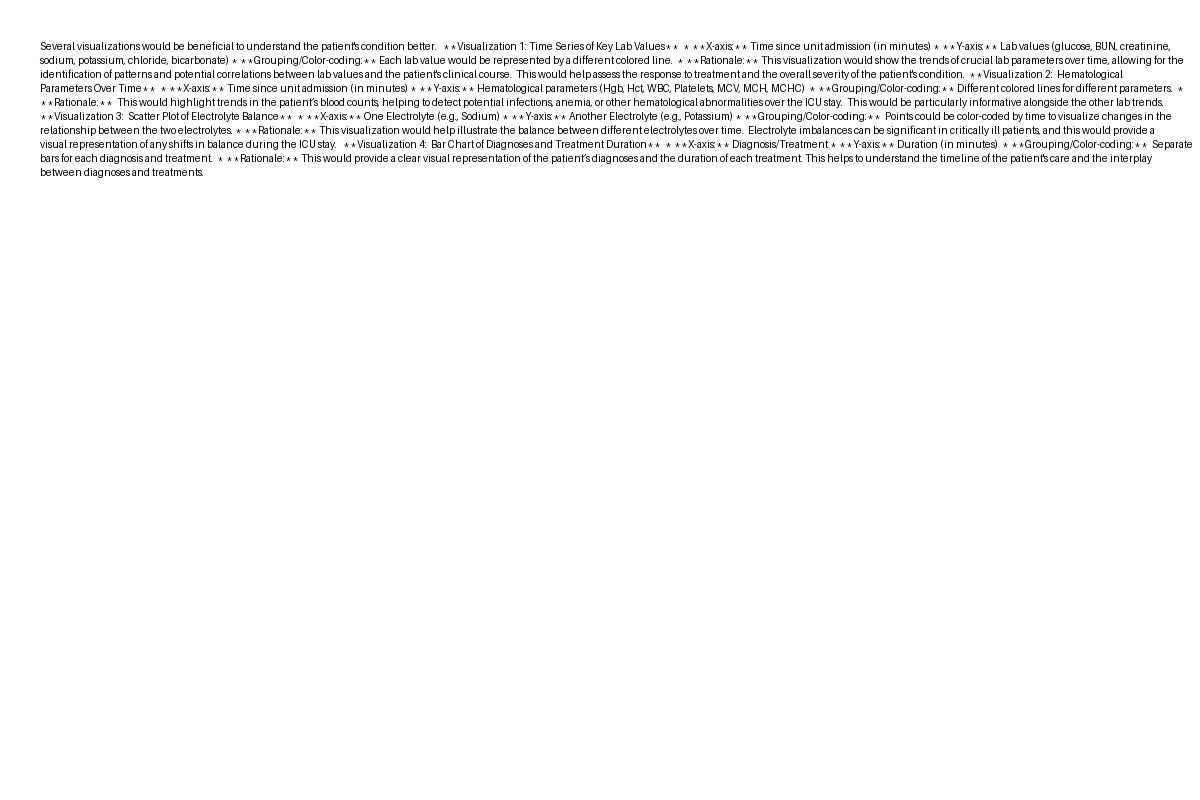 Several visualizations would be beneficial to understand the patient's condition better.   **Visualization 1: Time Series of Key Lab Values**  * **X-axis:** Time since unit admission (in minutes) * **Y-axis:** Lab values (glucose, BUN, creatinine,
sodium, potassium, chloride, bicarbonate) * **Grouping/Color-coding:** Each lab value would be represented by a different colored line.  * **Rationale:** This visualization would show the trends of crucial lab parameters over time, allowing for the
identification of patterns and potential correlations between lab values and the patient's clinical course.  This would help assess the response to treatment and the overall severity of the patient's condition.  **Visualization 2:  Hematological
Parameters Over Time**  * **X-axis:** Time since unit admission (in minutes) * **Y-axis:** Hematological parameters (Hgb, Hct, WBC, Platelets, MCV, MCH, MCHC)  * **Grouping/Color-coding:** Different colored lines for different parameters.  *
**Rationale:** This would highlight trends in the patient's blood counts, helping to detect potential infections, anemia, or other hematological abnormalities over the ICU stay.  This would be particularly informative alongside the other lab trends.
**Visualization 3:  Scatter Plot of Electrolyte Balance**  * **X-axis:** One Electrolyte (e.g., Sodium) * **Y-axis:** Another Electrolyte (e.g., Potassium) * **Grouping/Color-coding:**  Points could be color-coded by time to visualize changes in the
relationship between the two electrolytes. * **Rationale:** This visualization would help illustrate the balance between different electrolytes over time.  Electrolyte imbalances can be significant in critically ill patients, and this would provide a
visual representation of any shifts in balance during the ICU stay.   **Visualization 4:  Bar Chart of Diagnoses and Treatment Duration**  * **X-axis:** Diagnosis/Treatment * **Y-axis:** Duration (in minutes)  * **Grouping/Color-coding:**  Separate
bars for each diagnosis and treatment.  * **Rationale:** This would provide a clear visual representation of the patient's diagnoses and the duration of each treatment. This helps to understand the timeline of the patient's care and the interplay
between diagnoses and treatments.